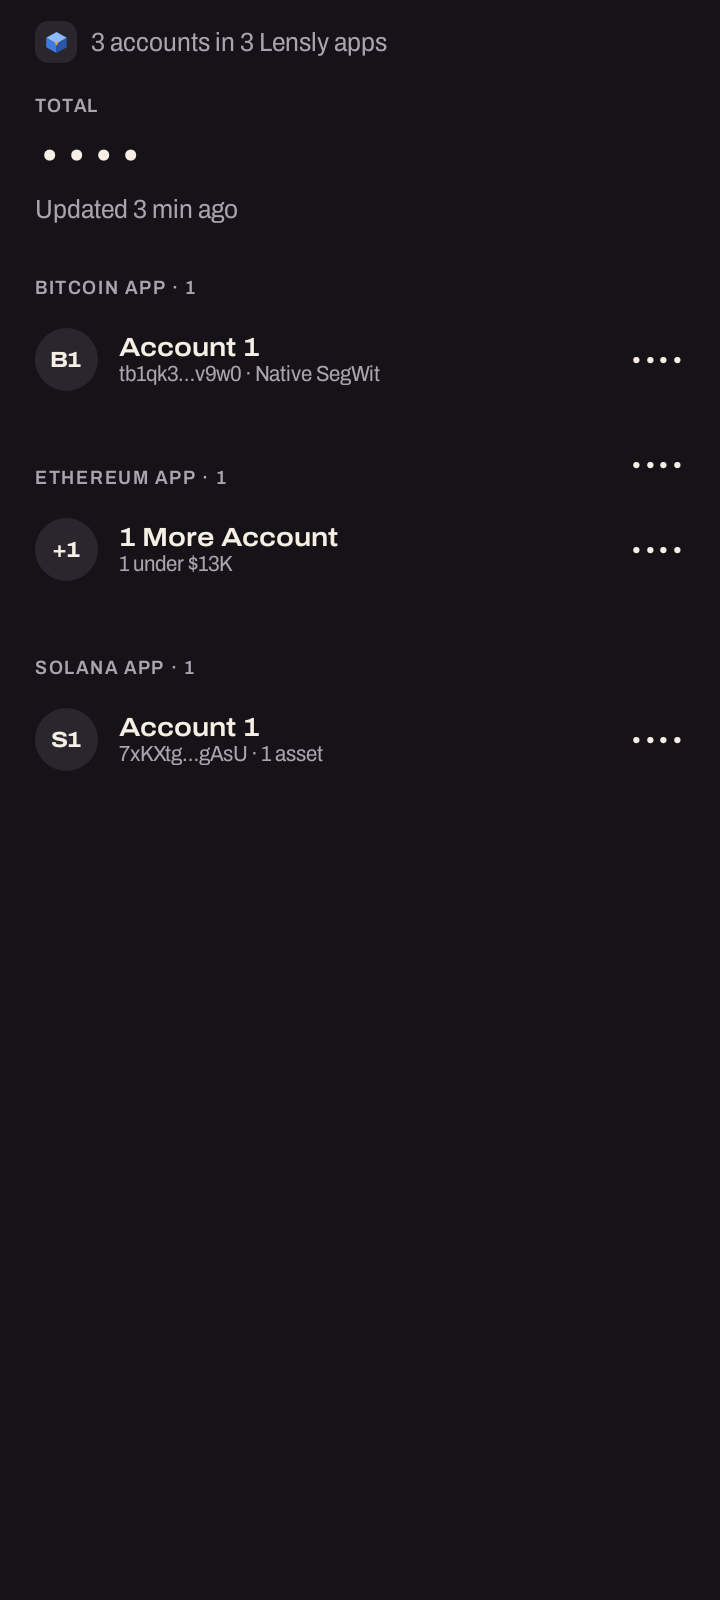 3 accounts in 3 Lensly apps
TOTAL
••••
Updated 3 min ago
BITCOIN APP · 1
B1
Account 1
••••
tb1qk3...v9w0 · Native SegWit
ETHEREUM APP · 1
••••
+1
1 More Account
••••
1 under $13K
SOLANA APP · 1
S1
Account 1
••••
7xKXtg...gAsU · 1 asset